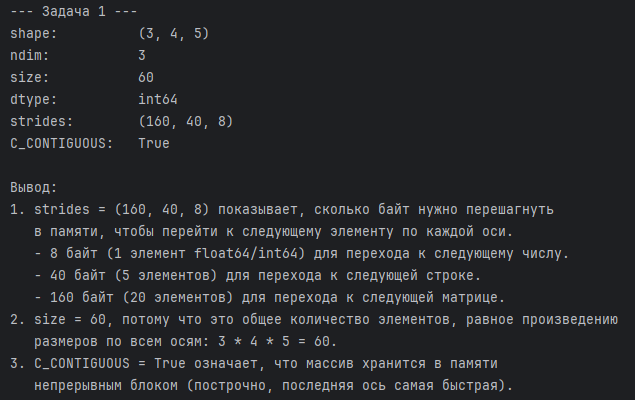 --- Задача 1 ---
shape:          (3, 4, 5)
ndim:           3
size:           60
dtype:          int64
strides:        (160, 40, 8)
C_CONTIGUOUS:   True

Вывод:
1. strides = (160, 40, 8) показывает, сколько байт нужно перешагнуть
   в памяти, чтобы перейти к следующему элементу по каждой оси.
   - 8 байт (1 элемент float64/int64) для перехода к следующему числу.
   - 40 байт (5 элементов) для перехода к следующей строке.
   - 160 байт (20 элементов) для перехода к следующей матрице.
2. size = 60, потому что это общее количество элементов, равное произведению
   размеров по всем осям: 3 * 4 * 5 = 60.
3. C_CONTIGUOUS = True означает, что массив хранится в памяти
   непрерывным блоком (построчно, последняя ось самая быстрая).